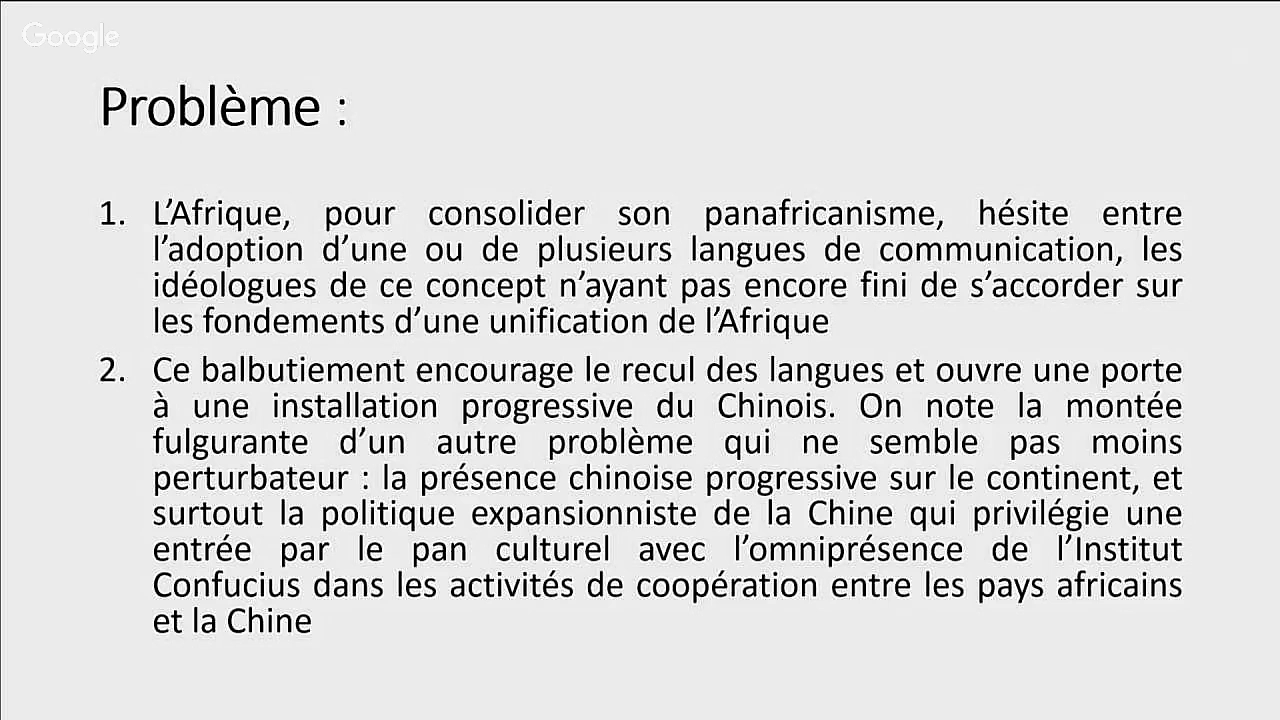 Google
Problème :
1. L’Afrique, pour consolider son panafricanisme, hésite entre
l’adoption d’une ou de plusieurs langues de communication, les
idéologues de ce concept n’ayant pas encore fini de s’accorder sur
les fondements d’une unification de l’Afrique
2. Ce balbutiement encourage le recul des langues et ouvre une porte
à une installation progressive du Chinois. On note la montée
fulgurante d’un autre problème qui ne semble pas moins
perturbateur : la présence chinoise progressive sur le continent, et
surtout la politique expansionniste de la Chine qui privilégie une
entrée par le pan culturel avec l’omniprésence de l’Institut
Confucius dans les activités de coopération entre les pays africains
et la Chine